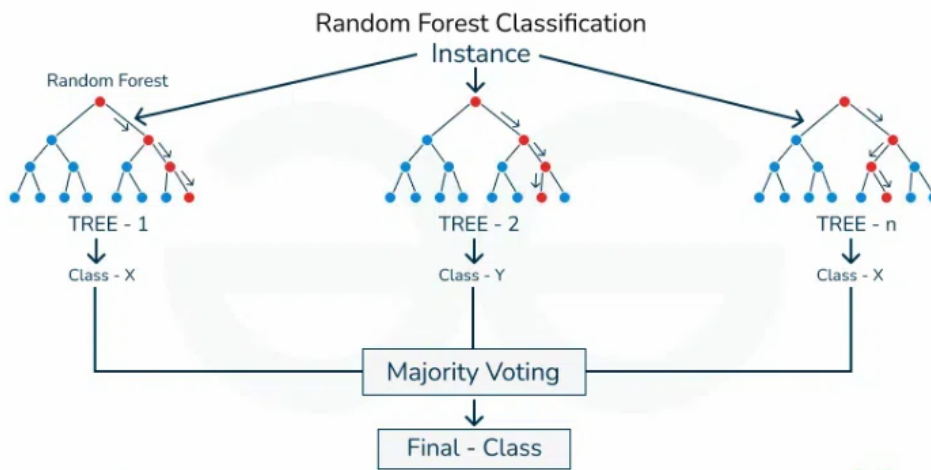 Random Forest Classification
Instance
Random Forest
TREE - 1
TREE - 2
TREE - n
Class - X
Class - Y
Class - X
Majority Voting
Final - Class